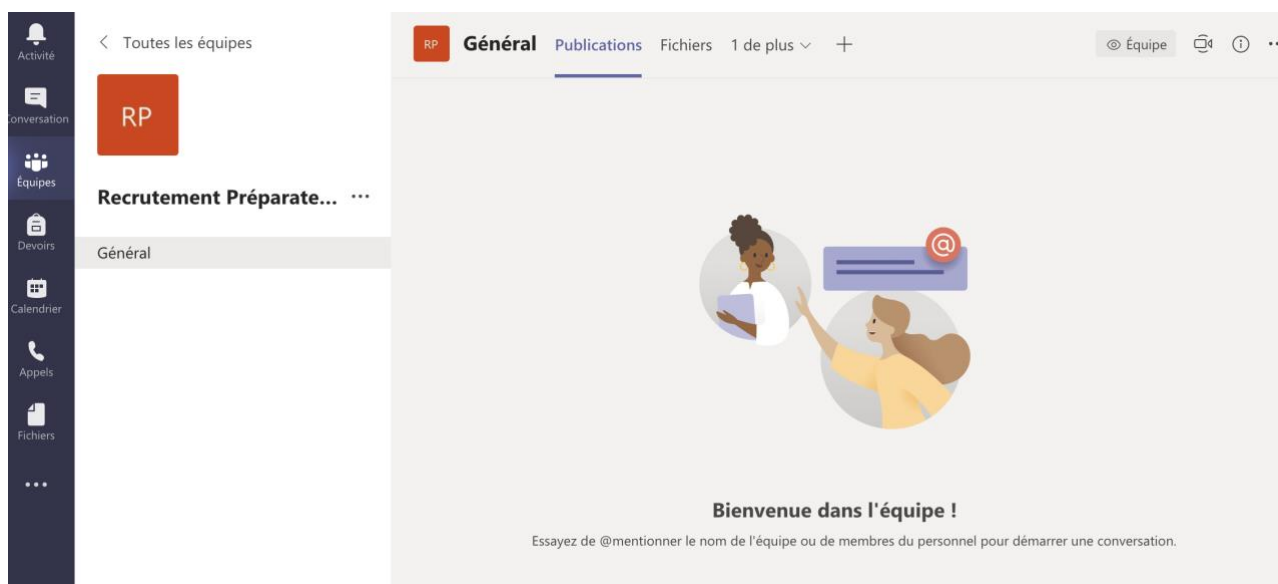 Activité
onversation
Équipes
Devoirs
Calendrier
Appels
Fichiers
Toutes les équipes
RP
Recrutement Préparate...
Général
RP Général Publications Fichiers 1 de plus
Équipe
@
Bienvenue dans l'équipe !
Essayez de @mentionner le nom de l'équipe ou de membres du personnel pour démarrer une conversation.